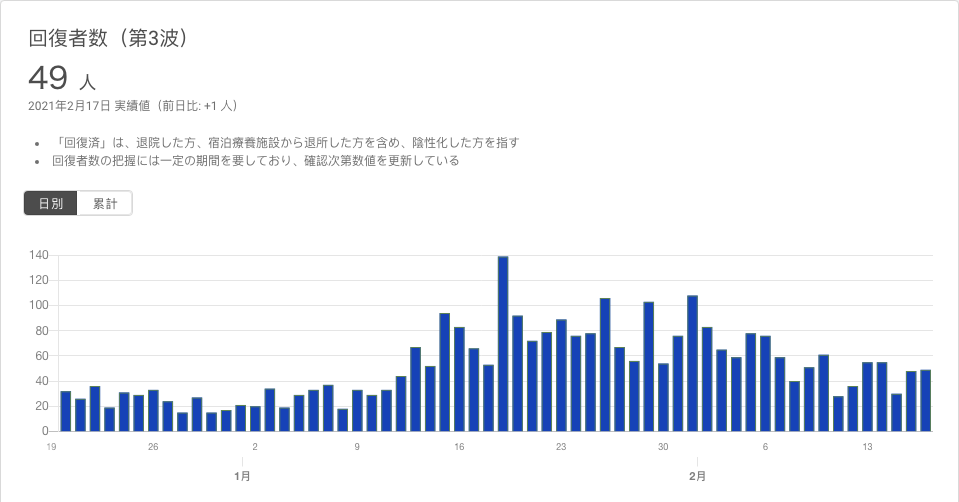 回復者数（第3波）
49 人
2021年2月17日 実績値（前日比: +1 人）
• 「回復済」は、退院した方、宿泊療養施設から退所した方を含め、陰性化した方を指す
• 回復者数の把握には一定の期間を要しており、確認次第数値を更新している
日別 累計
140
120
100
80
60
40
20
0
19 26 2 9 16 23 30 6 13
1月 2月